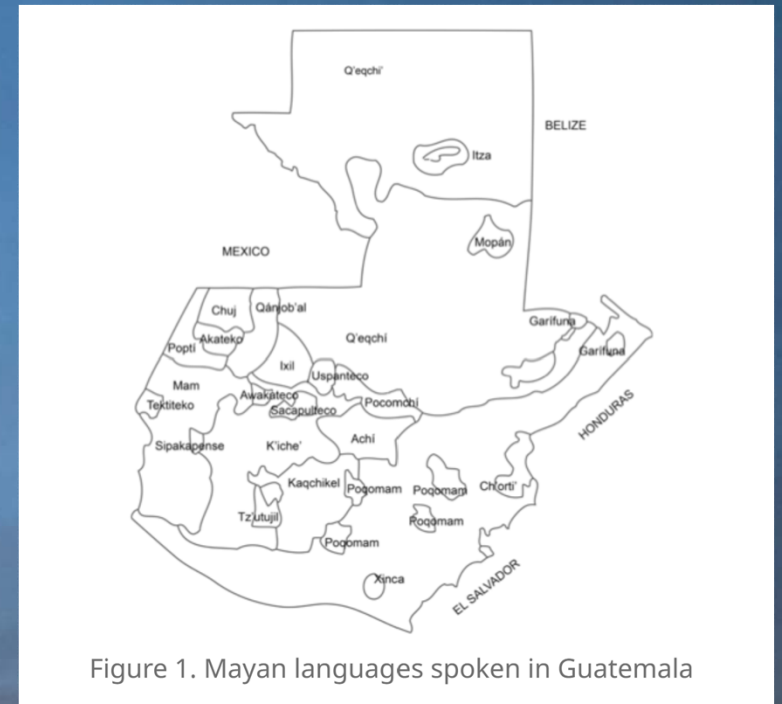 Q'eqchi'
BELIZE
Itza
Mopán
MEXICO
Chuj
Qánjob'al
Garifuna
Akateko
Q'eqchi
Popti
Garifuna
Ixil
Uspanteco
Mam
Awakateco
Tektiteko
Pocomchi
Sacapulteco
HONDURAS
Achi
Sipakapense
K'iche'
Kaqchikel
Poqomam
Poqomam
Ch'orti'
Tz'utujil
Poqomam
Poqomam
Xinca
EL SALVADOR
Figure 1. Mayan languages spoken in Guatemala